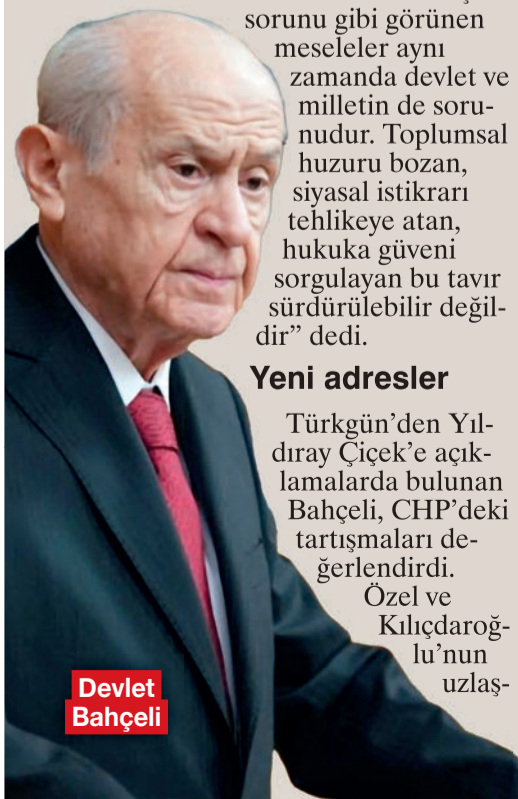 sorunu gibi görünen
meseleler aynı
zamanda devlet ve
milletin de soru-
nudur. Toplumsal
huzuru bozan,
siyasal istikrarı
tehlikeye atan,
hukuka güveni
sorgulayan bu tavır
sürdürülebilir değil-
dir” dedi.
Yeni adresler
Türkgün’den Yıl-
dıray Çiçek’e açık-
lamalarda bulunan
Bahçeli, CHP’deki
tartışmaları de-
ğerlendirdi.
Özel ve
Kılıçdaroğ-
lu’nun
uzlaş-
Devlet
Bahçeli